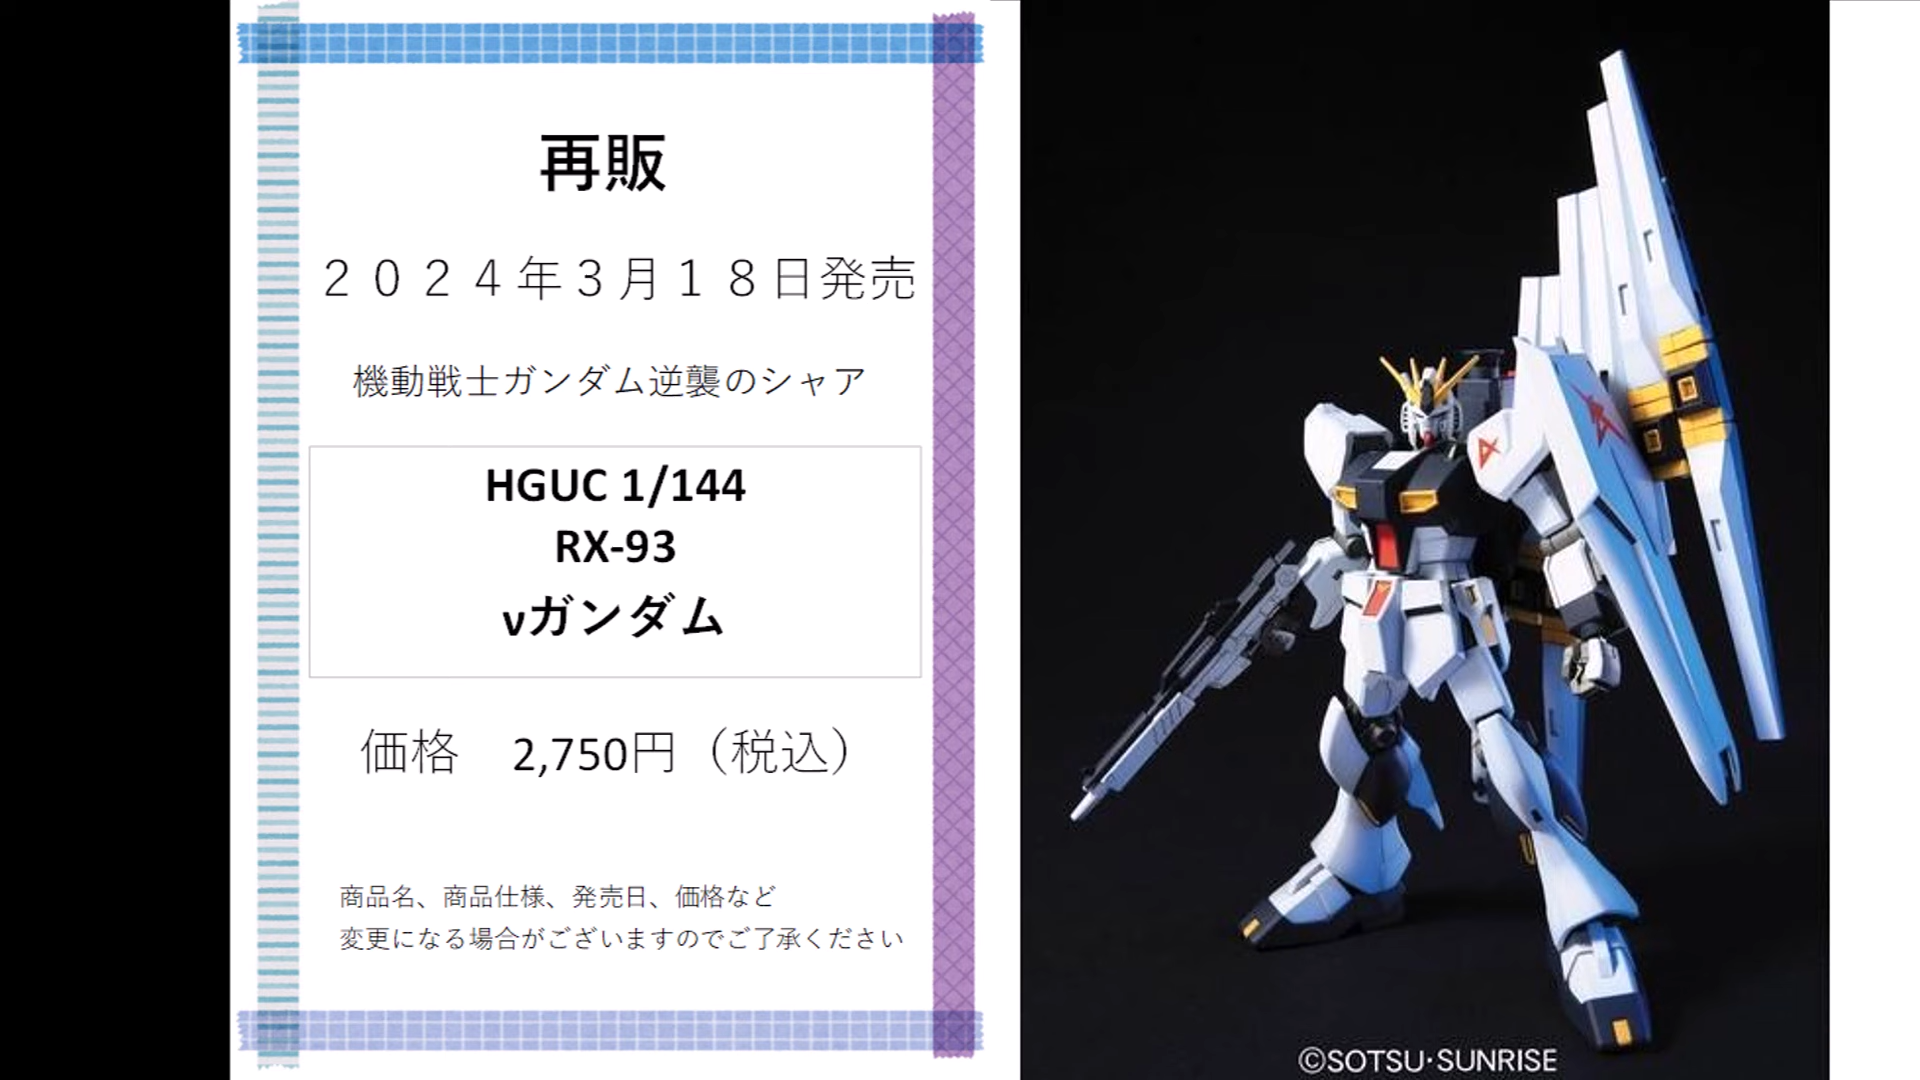 再販
２０２４年３月１８日発売
機動戦士ガンダム逆襲のシャア
HGUC 1/144
RX-93
νガンダム
価格　2,750円（税込）
商品名、商品仕様、発売日、価格など
変更になる場合がございますのでご了承ください
©SOTSU･SUNRISE